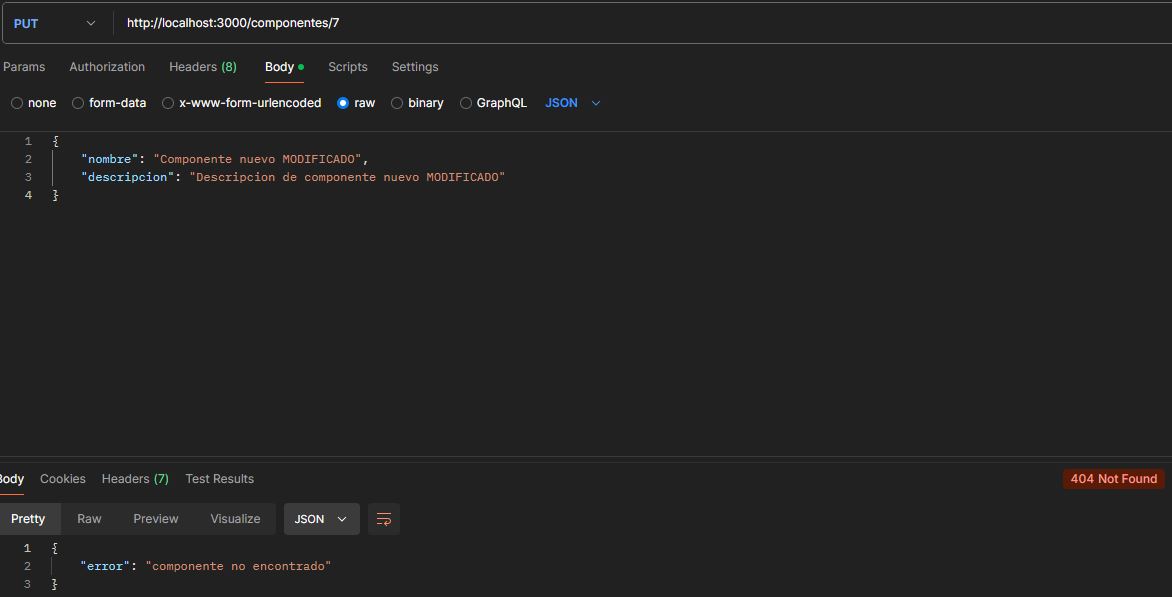 PUT http://localhost:3000/componentes/7
Params Authorization Headers (8) Body Scripts Settings
none form-data x-www-form-urlencoded raw binary GraphQL JSON
1 {
2 "nombre": "Componente nuevo MODIFICADO",
3 "descripcion": "Descripcion de componente nuevo MODIFICADO"
4 }
Body Cookies Headers (7) Test Results 404 Not Found
Pretty Raw Preview Visualize JSON
1 {
2 "error": "componente no encontrado"
3 }